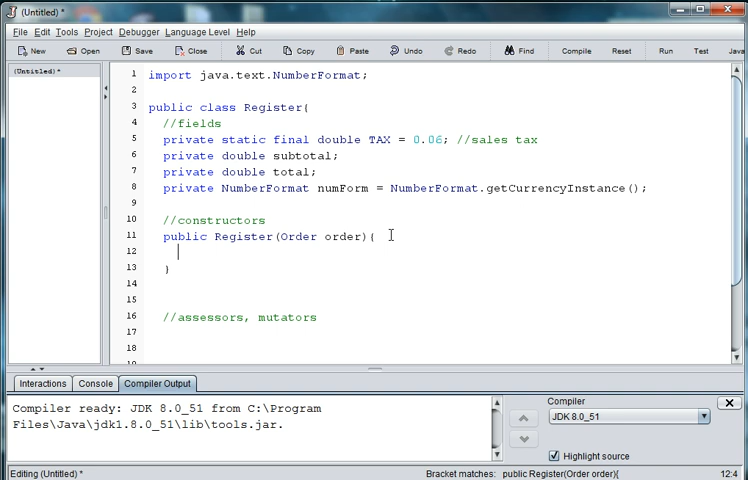 (Untitled) *
File Edit Tools Project Debugger Language Level Help
New Open Save Close Cut Copy Paste Undo Redo Find Compile Reset Run Test Java
(Untitled)*
1 import java.text.NumberFormat;
2
3 public class Register{
4 //fields
5 private static final double TAX = 0.06; //sales tax
6 private double subtotal;
7 private double total;
8 private NumberFormat numForm = NumberFormat.getCurrencyInstance();
9
10 //constructors
11 public Register(Order order){
12
13 }
14
15
16 //assessors, mutators
17
18
19
Interactions Console Compiler Output
Compiler ready: JDK 8.0_51 from C:\Program
Files\Java\jdk1.8.0_51\lib\tools.jar.
Compiler
JDK 8.0_51
Highlight source
Editing (Untitled) * Bracket matches: public Register(Order order){ 12:4